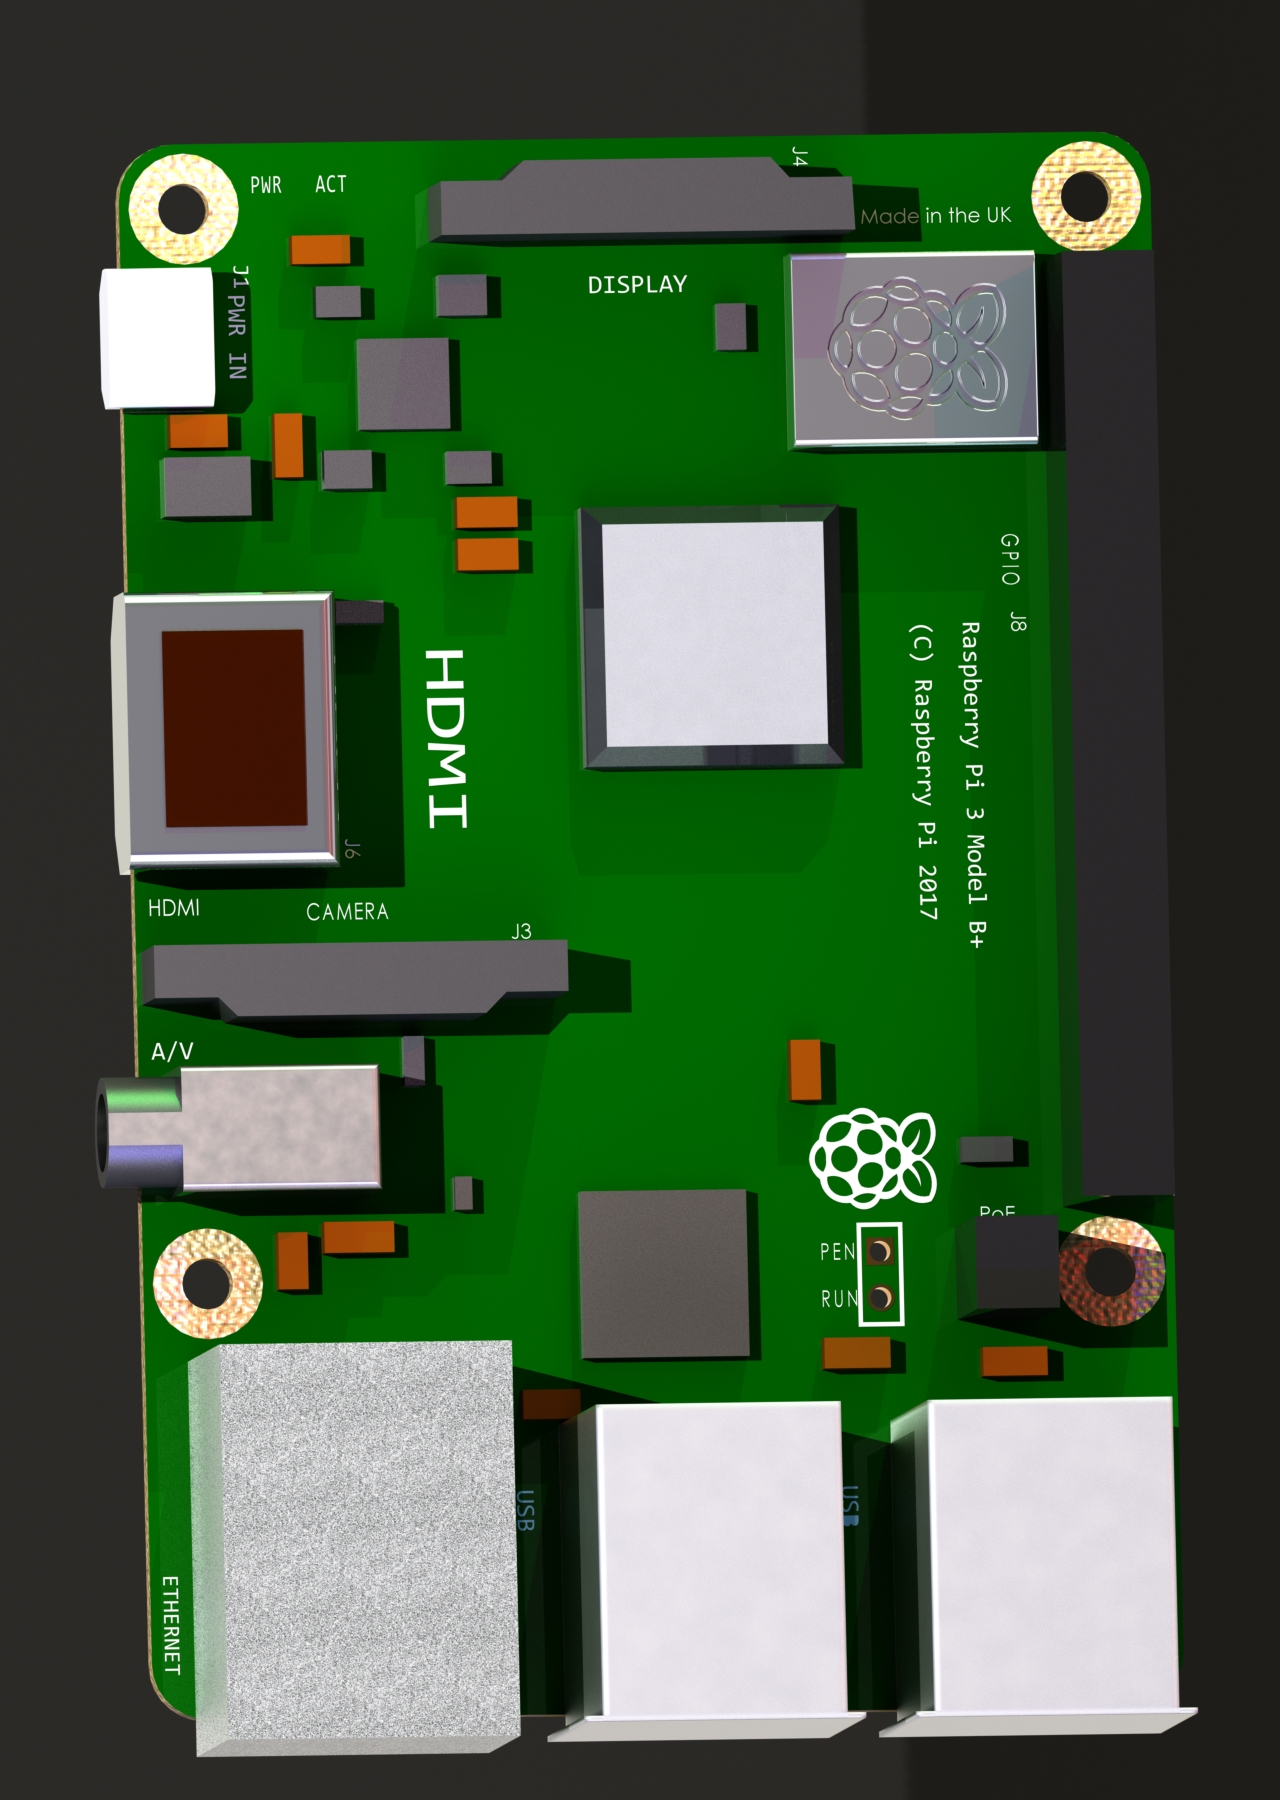 PWR ACT
J4
Made in the UK
J1
PWR IN
DISPLAY
GPIO J8
Raspberry Pi 3 Model B+
(C) Raspberry Pi 2017
HDMI
J6
HDMI
CAMERA
J3
A/V
PoE
PEN
RUN
USB
USB
ETHERNET